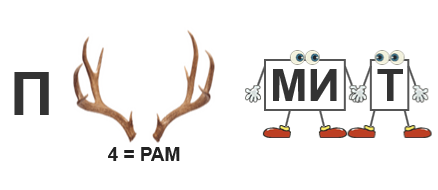 П МИ Т
4 = РАМ